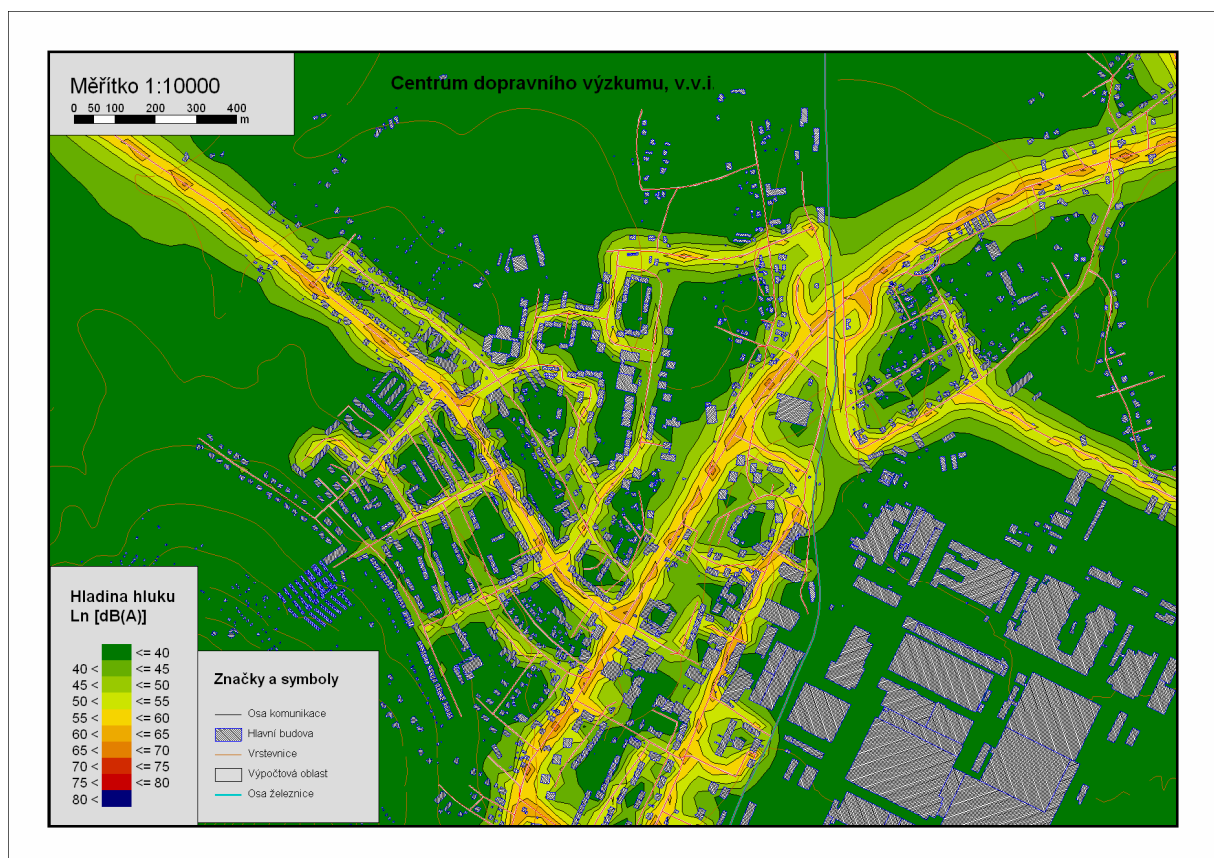 Měřítko 1:10000
0 50 100 200 300 400
m
Centrum dopravního výzkumu, v.v.i
Hladina hluku
Ln [dB(A)]
<= 40
40 < <= 45
45 < <= 50
50 < <= 55
55 < <= 60
60 < <= 65
65 < <= 70
70 < <= 75
75 < <= 80
80 <
Značky a symboly
Osa komunikace
Hlavní budova
Vrstevnice
Výpočtová oblast
Osa železnice